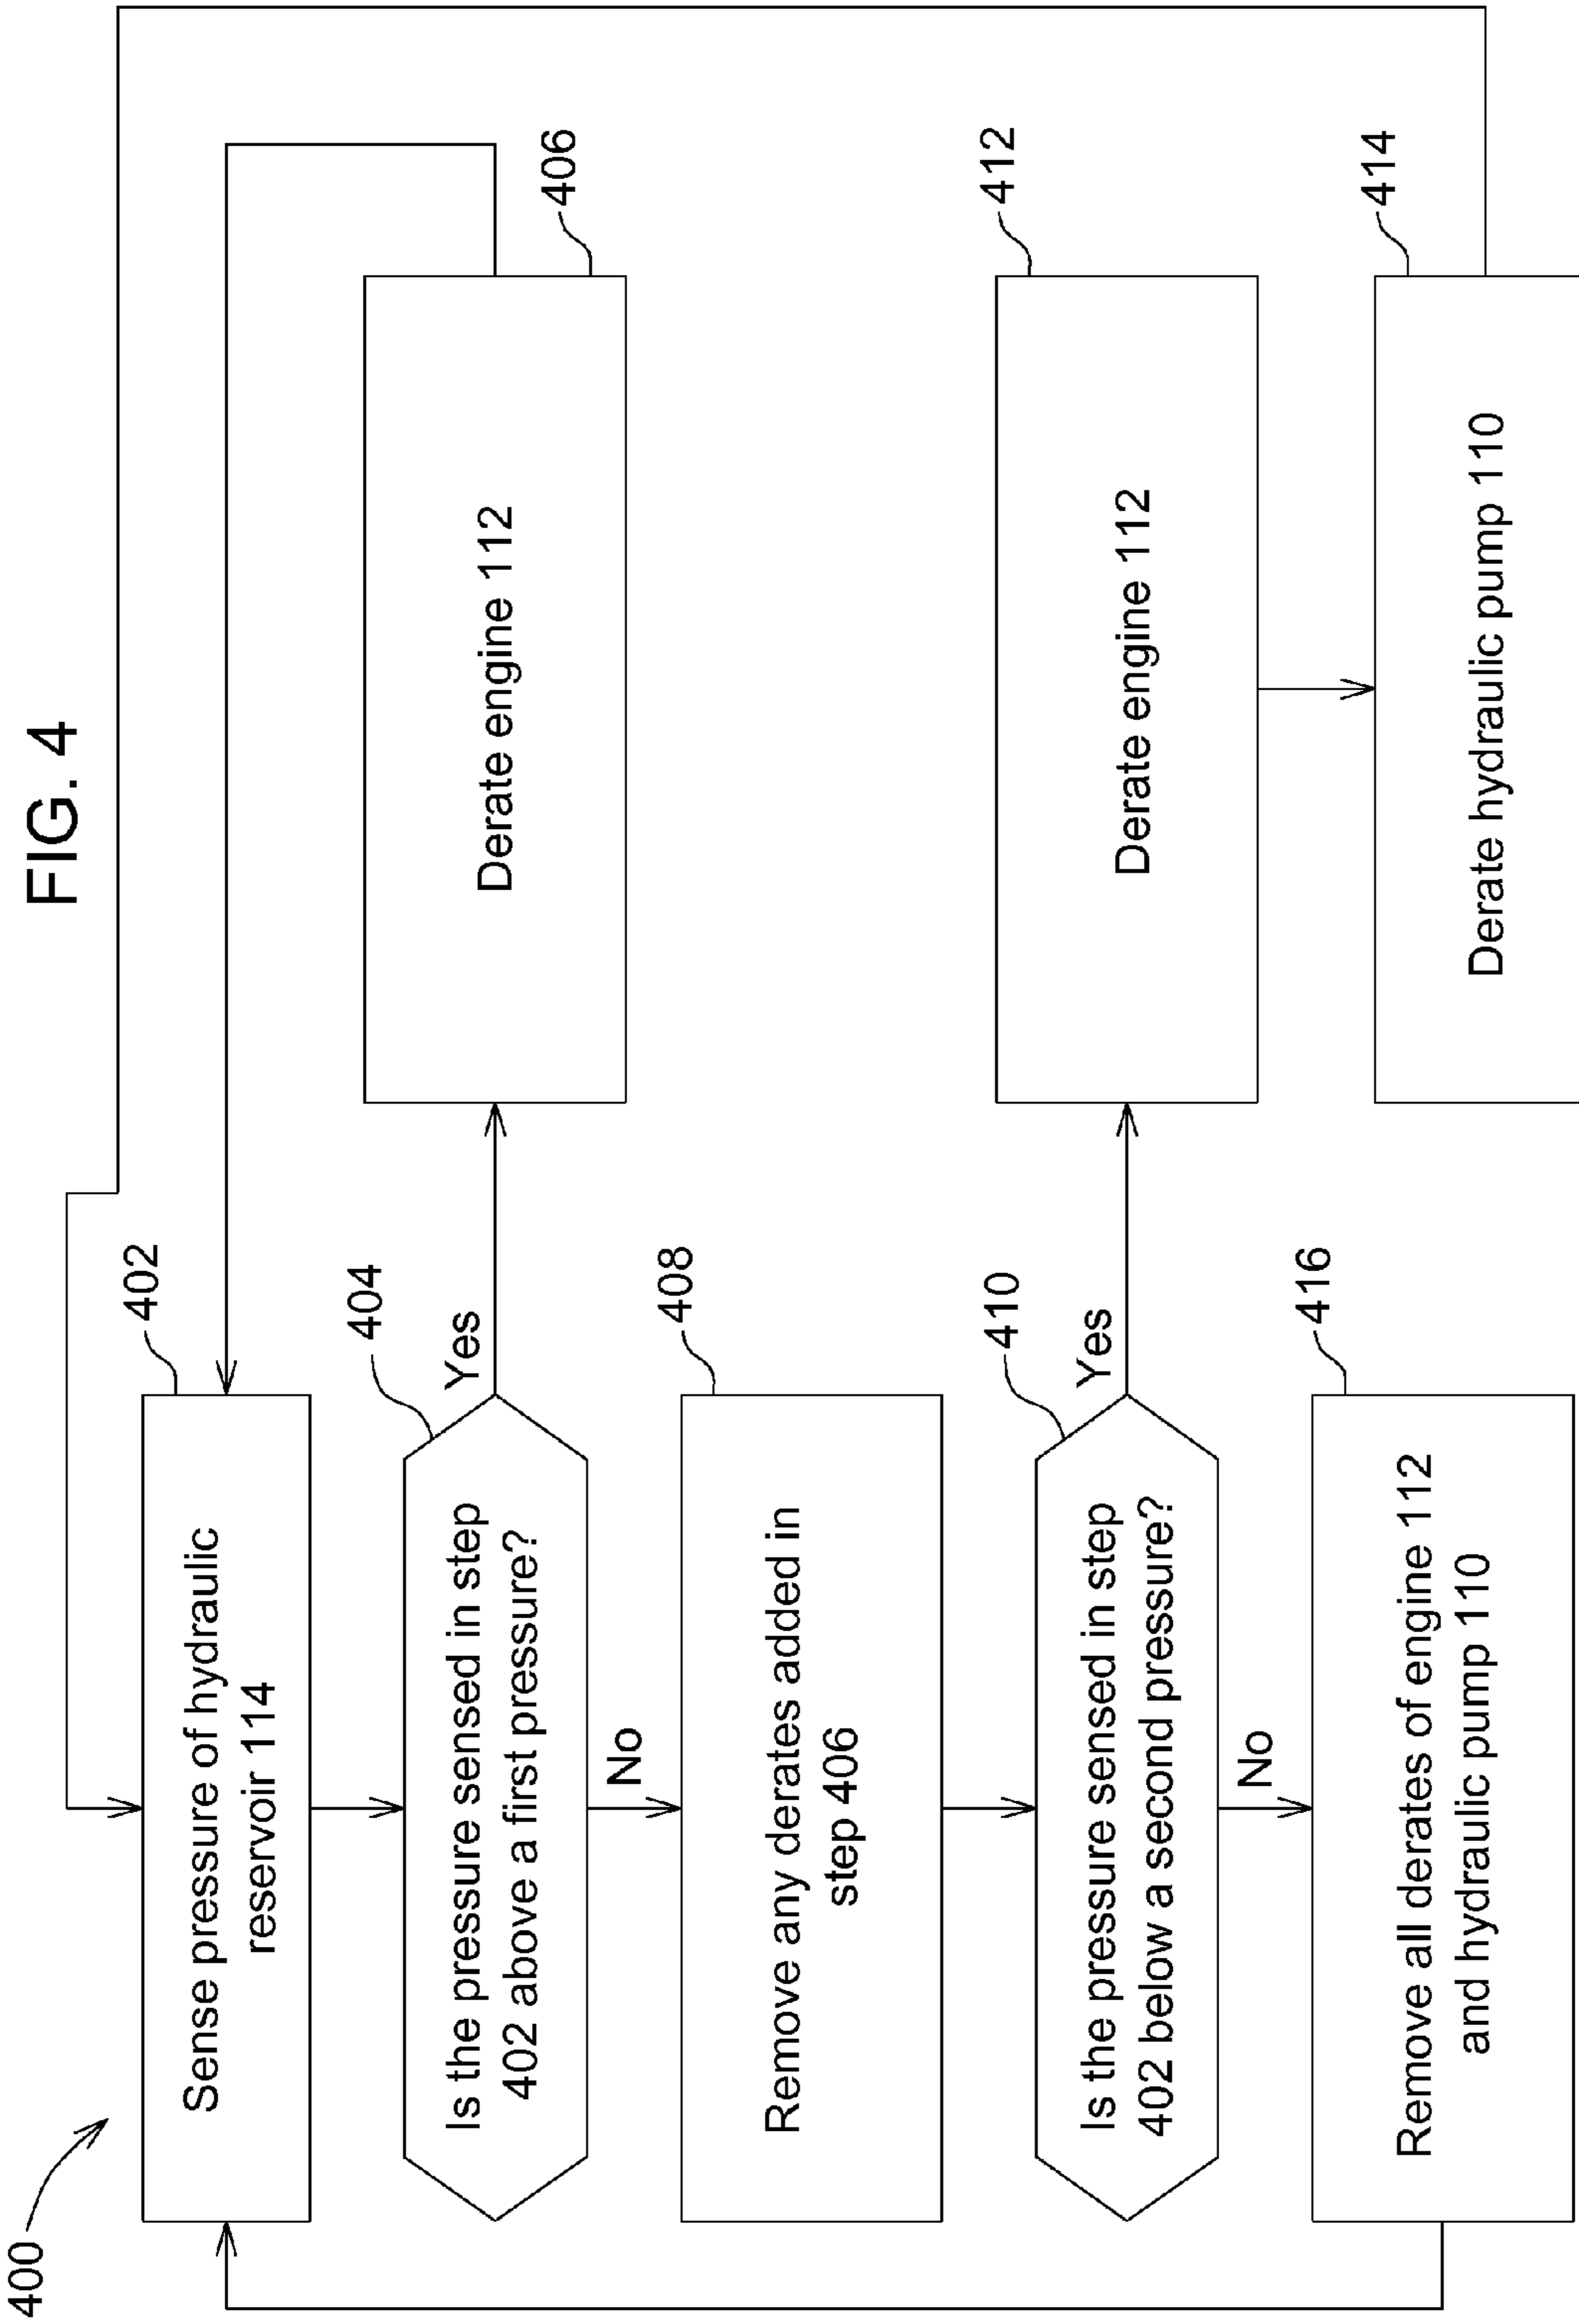 FIG. 4
400
402
Sense pressure of hydraulic
reservoir 114
404
Is the pressure sensed in step
402 above a first pressure?
Yes
406
Derate engine 112
No
408
Remove any derates added in
step 406
410
Is the pressure sensed in step
402 below a second pressure?
Yes
412
Derate engine 112
414
Derate hydraulic pump 110
No
416
Remove all derates of engine 112
and hydraulic pump 110